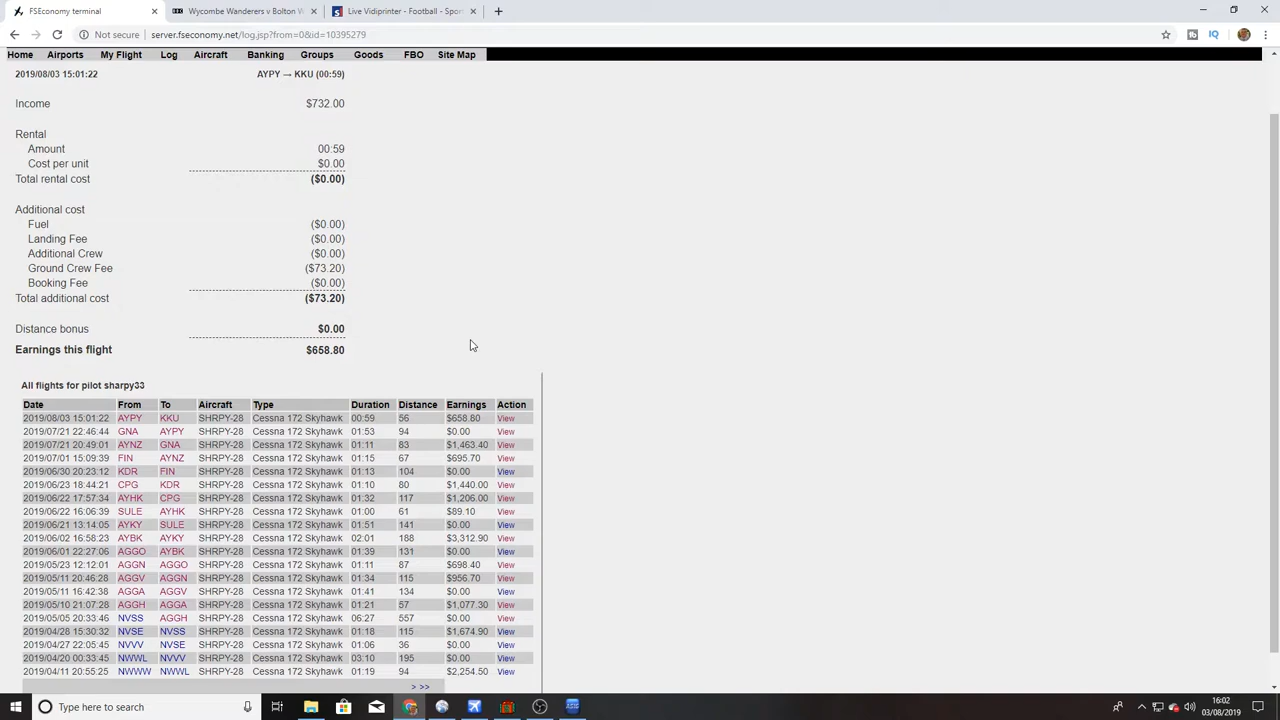 FSEconomy terminal
Wycombe Wanderers v Bolton W
Live Vidiprinter - Football - Spor
Not secure
server.fseconomy.net/log.jsp?from=0&id=10395279
Home Airports My Flight Log Aircraft Banking Groups Goods FBO Site Map
2019/08/03 15:01:22 AYPY → KKU (00:59)
Income $732.00
Rental
Amount 00:59
Cost per unit $0.00
Total rental cost ($0.00)
Additional cost
Fuel ($0.00)
Landing Fee ($0.00)
Additional Crew ($0.00)
Ground Crew Fee ($73.20)
Booking Fee ($0.00)
Total additional cost ($73.20)
Distance bonus $0.00
Earnings this flight $658.80
All flights for pilot sharpy33
Date From To Aircraft Type Duration Distance Earnings Action
2019/08/03 15:01:22 AYPY KKU SHRPY-28 Cessna 172 Skyhawk 00:59 56 $658.80 View
2019/07/21 22:46:44 GNA AYPY SHRPY-28 Cessna 172 Skyhawk 01:53 94 $0.00 View
2019/07/21 20:49:01 AYNZ GNA SHRPY-28 Cessna 172 Skyhawk 01:11 83 $1,463.40 View
2019/07/01 15:09:39 FIN AYNZ SHRPY-28 Cessna 172 Skyhawk 01:15 67 $695.70 View
2019/06/30 20:23:12 KDR FIN SHRPY-28 Cessna 172 Skyhawk 01:13 104 $0.00 View
2019/06/23 18:44:21 CPG KDR SHRPY-28 Cessna 172 Skyhawk 01:10 80 $1,440.00 View
2019/06/22 17:57:34 AYHK CPG SHRPY-28 Cessna 172 Skyhawk 01:32 117 $1,206.00 View
2019/06/22 16:06:39 SULE AYHK SHRPY-28 Cessna 172 Skyhawk 01:00 61 $89.10 View
2019/06/21 13:14:05 AYKY SULE SHRPY-28 Cessna 172 Skyhawk 01:51 141 $0.00 View
2019/06/02 16:58:23 AYBK AYKY SHRPY-28 Cessna 172 Skyhawk 02:01 188 $3,312.90 View
2019/06/01 22:27:06 AGGO AYBK SHRPY-28 Cessna 172 Skyhawk 01:39 131 $0.00 View
2019/05/23 12:12:01 AGGN AGGO SHRPY-28 Cessna 172 Skyhawk 01:11 87 $698.40 View
2019/05/11 20:46:28 AGGV AGGN SHRPY-28 Cessna 172 Skyhawk 01:34 115 $956.70 View
2019/05/11 16:42:38 AGGA AGGV SHRPY-28 Cessna 172 Skyhawk 01:41 134 $0.00 View
2019/05/10 21:07:28 AGGH AGGA SHRPY-28 Cessna 172 Skyhawk 01:21 57 $1,077.30 View
2019/05/05 20:33:46 NVSS AGGH SHRPY-28 Cessna 172 Skyhawk 06:27 557 $0.00 View
2019/04/28 15:30:32 NVSE NVSS SHRPY-28 Cessna 172 Skyhawk 01:18 115 $1,674.90 View
2019/04/27 22:05:45 NVVV NVSE SHRPY-28 Cessna 172 Skyhawk 01:06 36 $0.00 View
2019/04/20 00:33:45 NWWL NVVV SHRPY-28 Cessna 172 Skyhawk 03:10 195 $0.00 View
2019/04/11 20:55:25 NWWW NWWL SHRPY-28 Cessna 172 Skyhawk 01:19 94 $2,254.50 View
> >>
Type here to search
16:02
03/08/2019